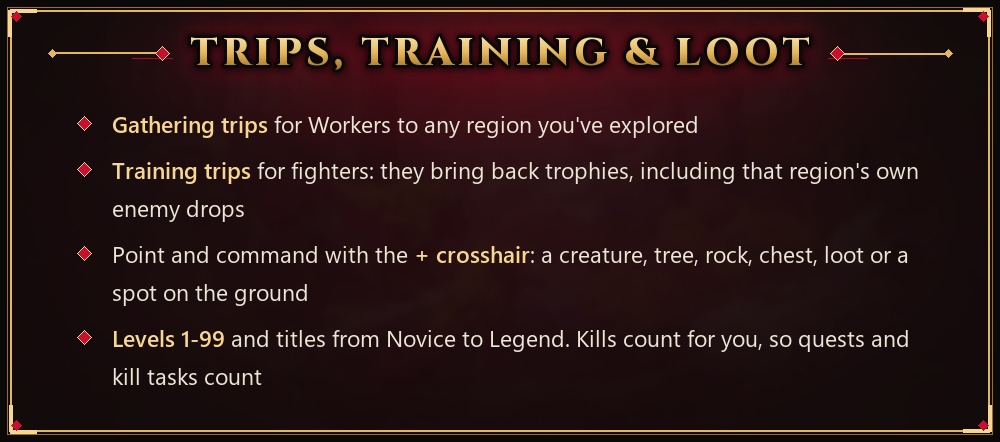 TRIPS, TRAINING & LOOT
Gathering trips for Workers to any region you've explored
Training trips for fighters: they bring back trophies, including that region's own
enemy drops
Point and command with the + crosshair: a creature, tree, rock, chest, loot or a
spot on the ground
Levels 1-99 and titles from Novice to Legend. Kills count for you, so quests and
kill tasks count